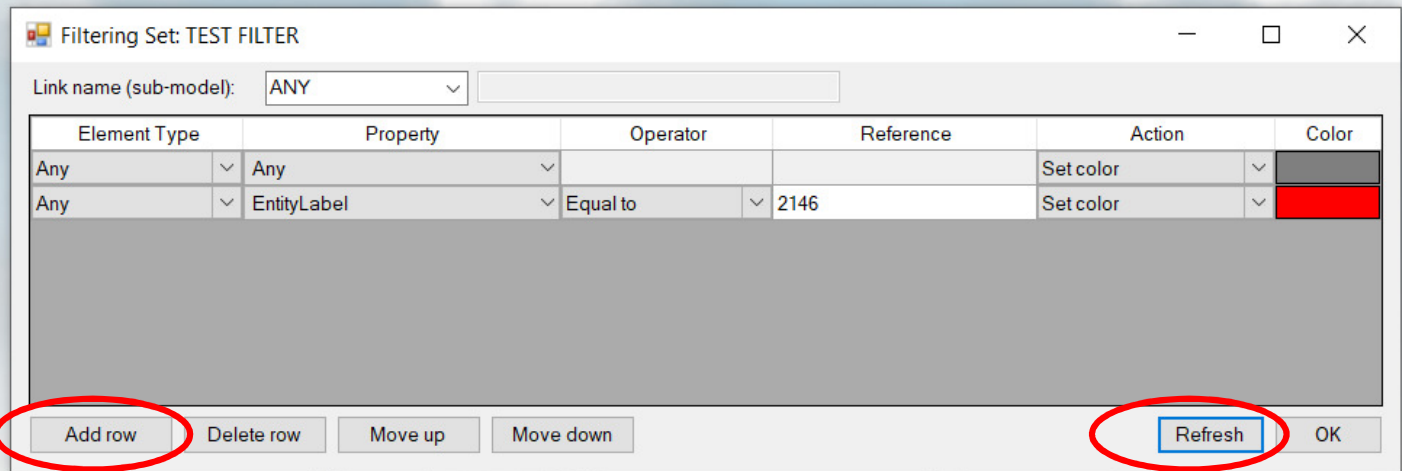 Filtering Set: TEST FILTER
Link name (sub-model): ANY
Element Type Property Operator Reference Action Color
Any Any Set color
Any EntityLabel Equal to 2146 Set color
Add row Delete row Move up Move down Refresh OK